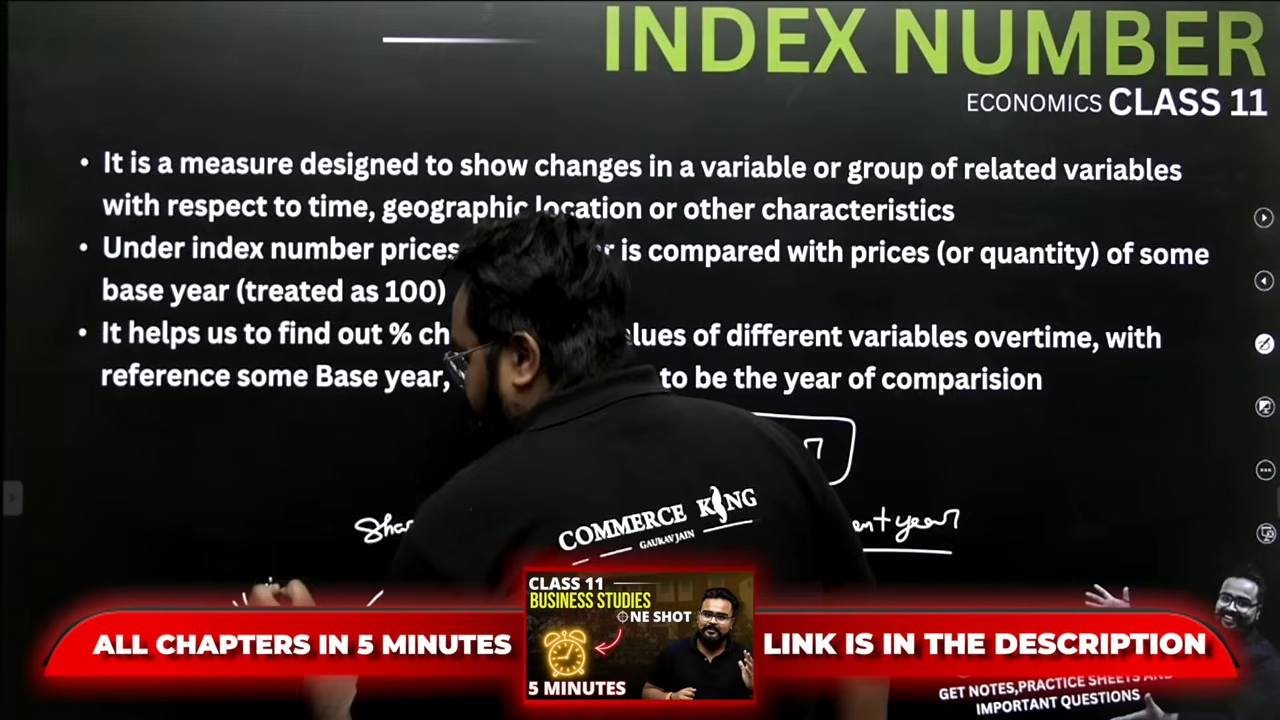 INDEX NUMBER
ECONOMICS CLASS 11
• It is a measure designed to show changes in a variable or group of related variables
with respect to time, geographic location or other characteristics
• Under index number prices is compared with prices (or quantity) of some
base year (treated as 100)
• It helps us to find out % of different variables overtime, with
reference some Base year, to be the year of comparision
7
year
COMMERCE KING
GAURAV JAIN
ALL CHAPTERS IN 5 MINUTES
CLASS 11
BUSINESS STUDIES
ONE SHOT
5 MINUTES
LINK IS IN THE DESCRIPTION
GET NOTES,PRACTICE SHEETS AND
IMPORTANT QUESTIONS